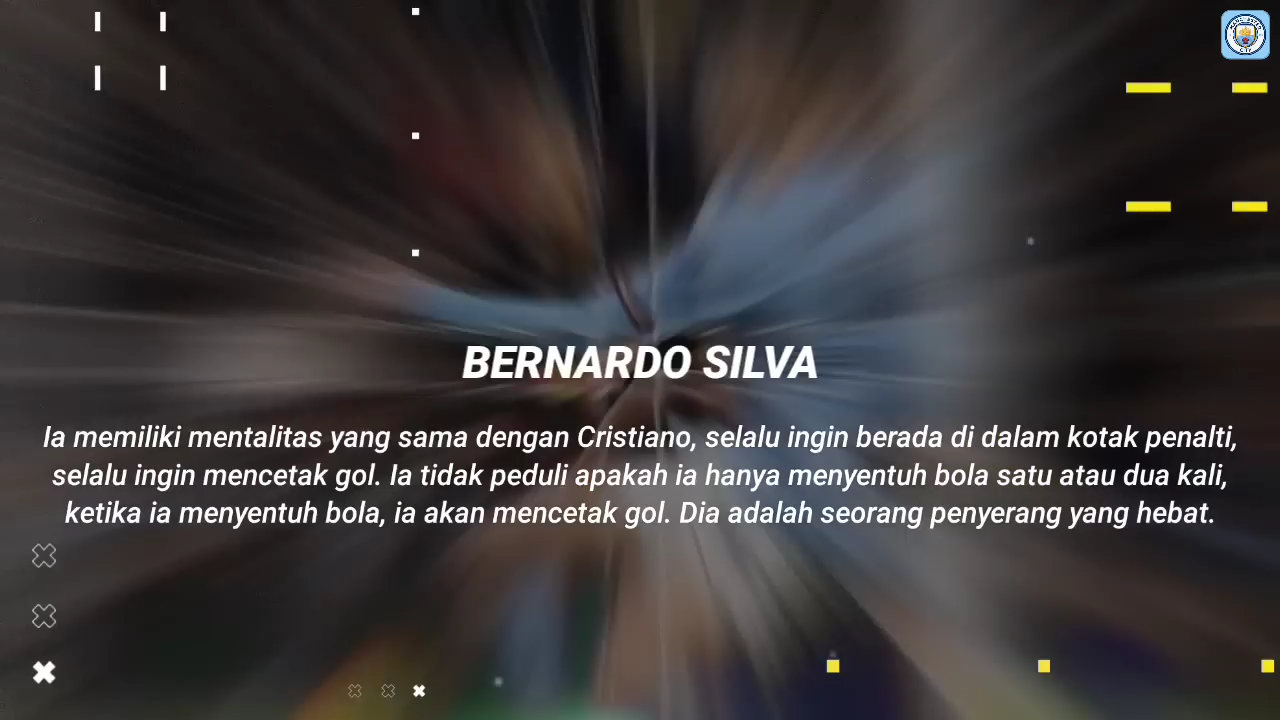 BERNARDO SILVA
Ia memiliki mentalitas yang sama dengan Cristiano, selalu ingin berada di dalam kotak penalti,
selalu ingin mencetak gol. Ia tidak peduli apakah ia hanya menyentuh bola satu atau dua kali,
ketika ia menyentuh bola, ia akan mencetak gol. Dia adalah seorang penyerang yang hebat.